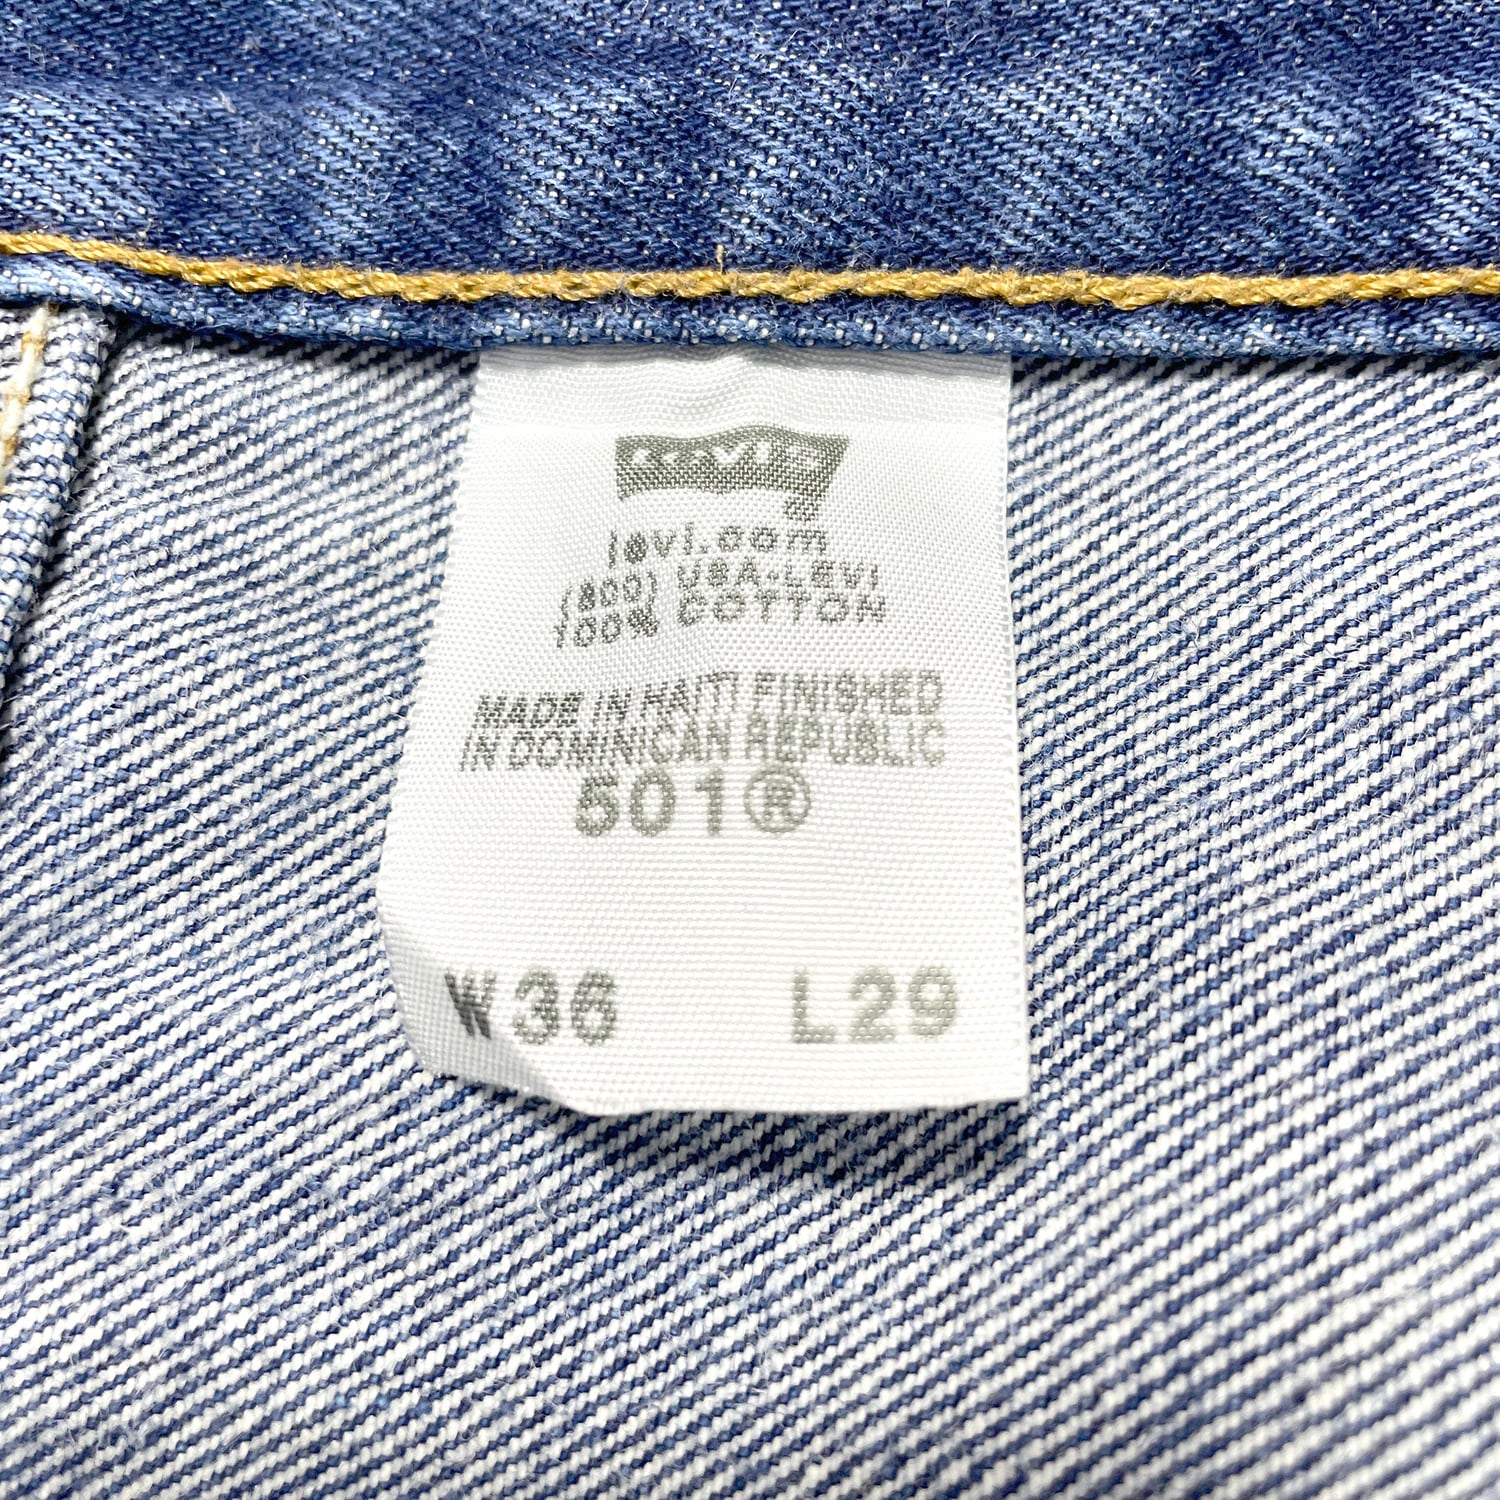 Levi's
levi.com
(800) USA-LEVI
100% COTTON
MADE IN HAITI FINISHED
IN DOMINICAN REPUBLIC
501®
W36 L29